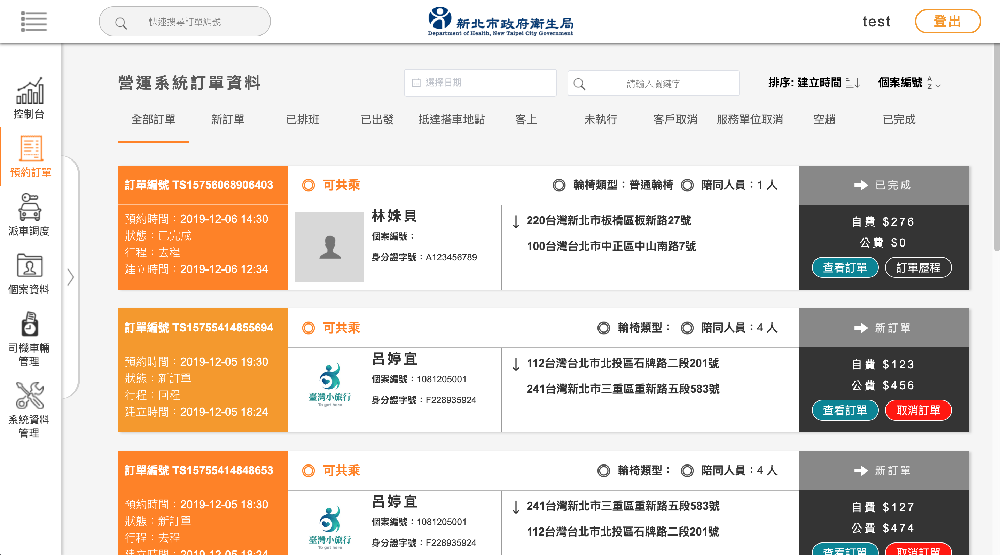 快速搜尋訂單編號
新北市政府衛生局
Department of Health, New Taipei City Government
test
登出
控制台
預約訂單
派車調度
個案資料
司機車輛
管理
系統資料
管理
營運系統訂單資料
選擇日期
請輸入關鍵字
排序: 建立時間
個案編號 A Z
全部訂單 新訂單 已排班 已出發 抵達搭車地點 客上 未執行 客戶取消 服務單位取消 空趟 已完成
訂單編號 TS15756068906403
可共乘
輪椅類型：普通輪椅 陪同人員：1 人
已完成
預約時間：2019-12-06 14:30
狀態：已完成
行程：去程
建立時間：2019-12-06 12:34
林姝貝
個案編號：
身分證字號：A123456789
220台灣新北市板橋區板新路27號
100台灣台北市中正區中山南路7號
自費 $276
公費 $0
查看訂單 訂單歷程
訂單編號 TS15755414855694
可共乘
輪椅類型： 陪同人員：4 人
新訂單
預約時間：2019-12-05 19:30
狀態：新訂單
行程：回程
建立時間：2019-12-05 18:24
臺灣小旅行
To get here
呂婷宜
個案編號：1081205001
身分證字號：F228935924
112台灣台北市北投區石牌路二段201號
241台灣新北市三重區重新路五段583號
自費 $123
公費 $456
查看訂單 取消訂單
訂單編號 TS15755414848653
可共乘
輪椅類型： 陪同人員：4 人
新訂單
預約時間：2019-12-05 18:30
狀態：新訂單
行程：去程
建立時間：2019-12-05 18:24
臺灣小旅行
To get here
呂婷宜
個案編號：1081205001
身分證字號：F228935924
241台灣新北市三重區重新路五段583號
112台灣台北市北投區石牌路二段201號
自費 $127
公費 $474
查看訂單 取消訂單